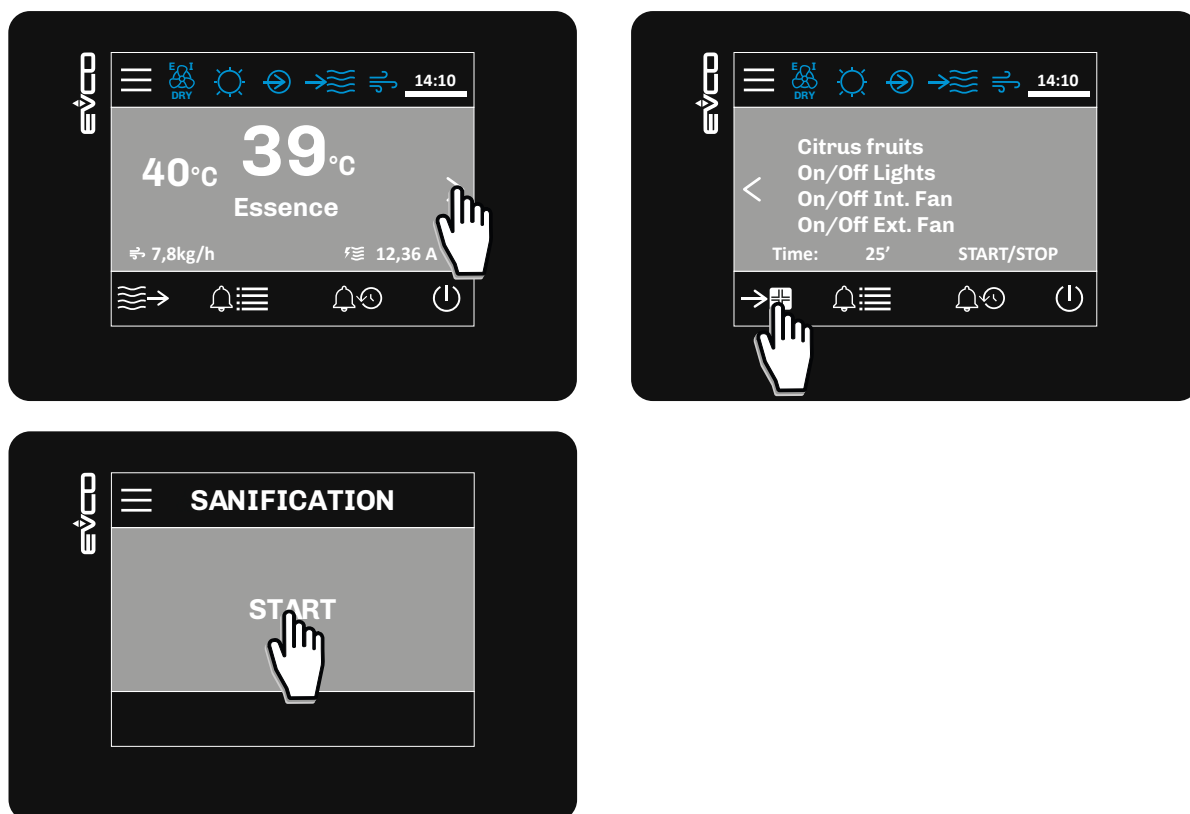 EVCO
E I
DRY
14:10
40°C 39°C
Essence
7,8kg/h 12,36 A
EVCO
E I
DRY
14:10
Citrus fruits
On/Off Lights
On/Off Int. Fan
On/Off Ext. Fan
Time: 25’ START/STOP
EVCO
SANIFICATION
START